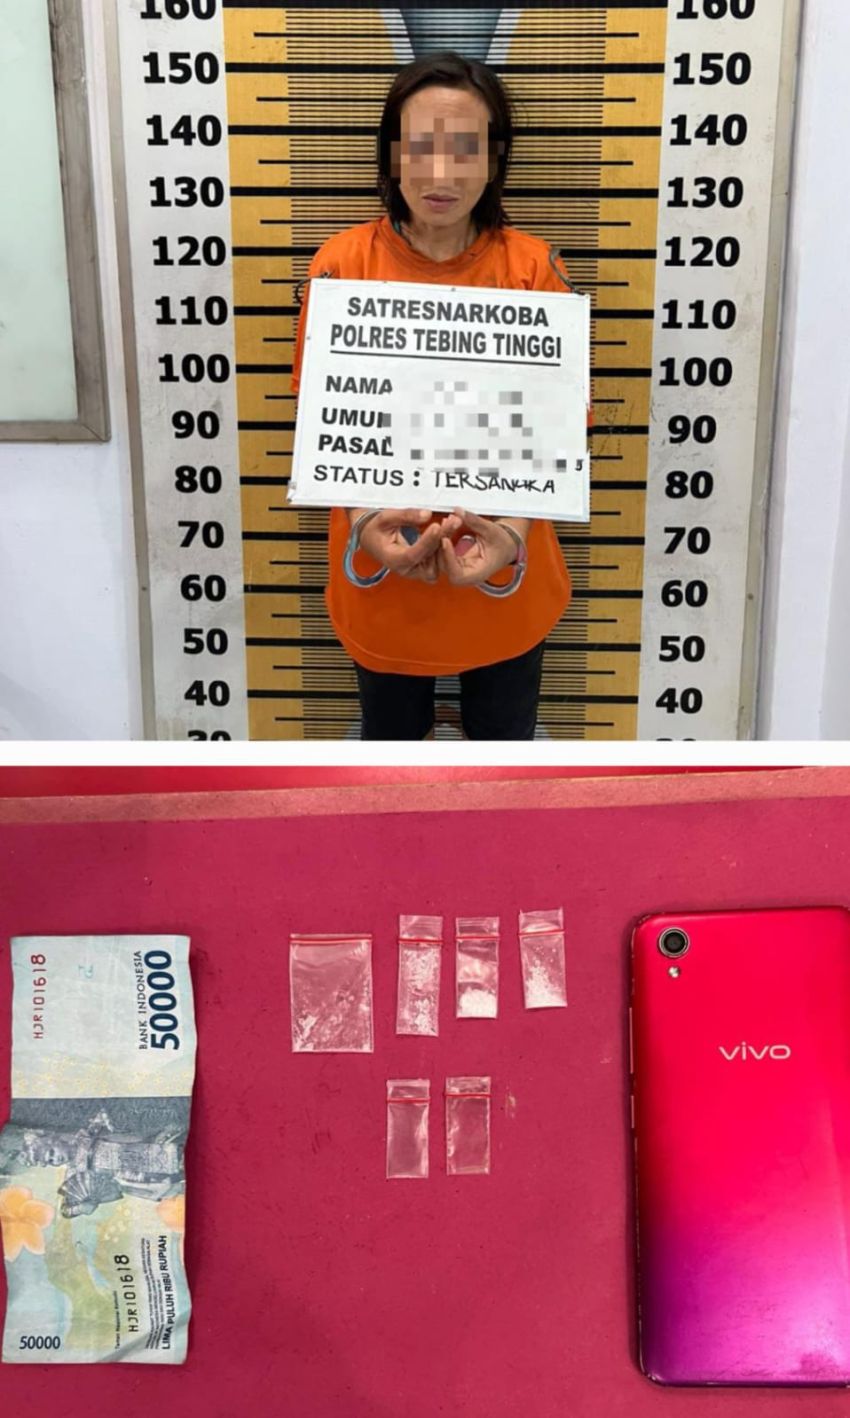 160 160
150 150
140 140
130 130
120 120
110 110
100 100
90 90
80 80
70 70
60 60
50 50
40 40
SATRESNARKOBA
POLRES TEBING TINGGI
NAMA
UMUR
PASAL
STATUS : TERSANGKA
HJR101618
BANK INDONESIA
50000
HJR101618
LIMA PULUH RIBU RUPIAH
50000
vivo